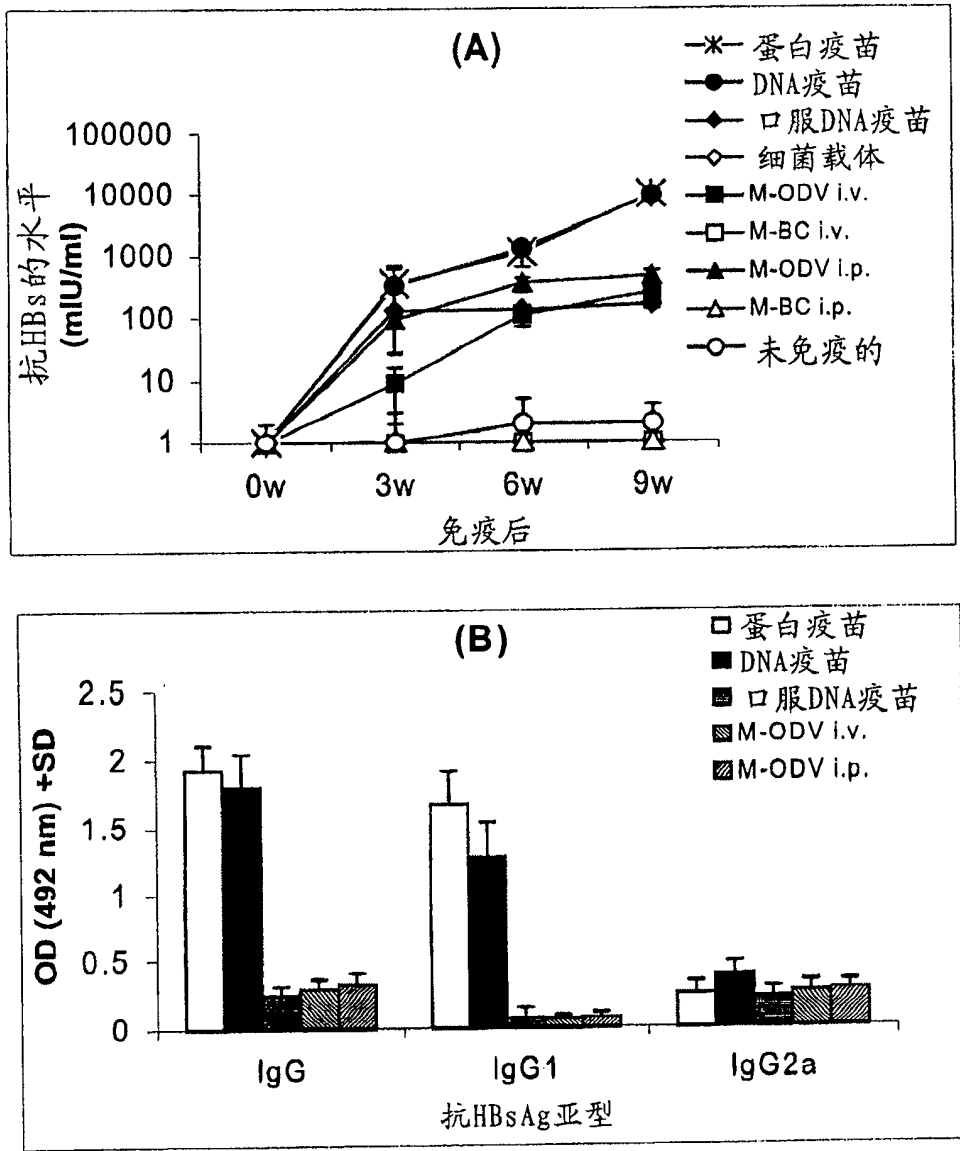 (A)
蛋白疫苗
DNA疫苗
口服DNA疫苗
细菌载体
M-ODV i.v.
M-BC i.v.
M-ODV i.p.
M-BC i.p.
未免疫的
抗HBs的水平
(mIU/ml)
100000
10000
1000
100
10
1
0w 3w 6w 9w
免疫后
(B)
蛋白疫苗
DNA疫苗
口服DNA疫苗
M-ODV i.v.
M-ODV i.p.
OD (492 nm) +SD
2.5
2
1.5
1
0.5
0
IgG IgG1 IgG2a
抗HBsAg亚型